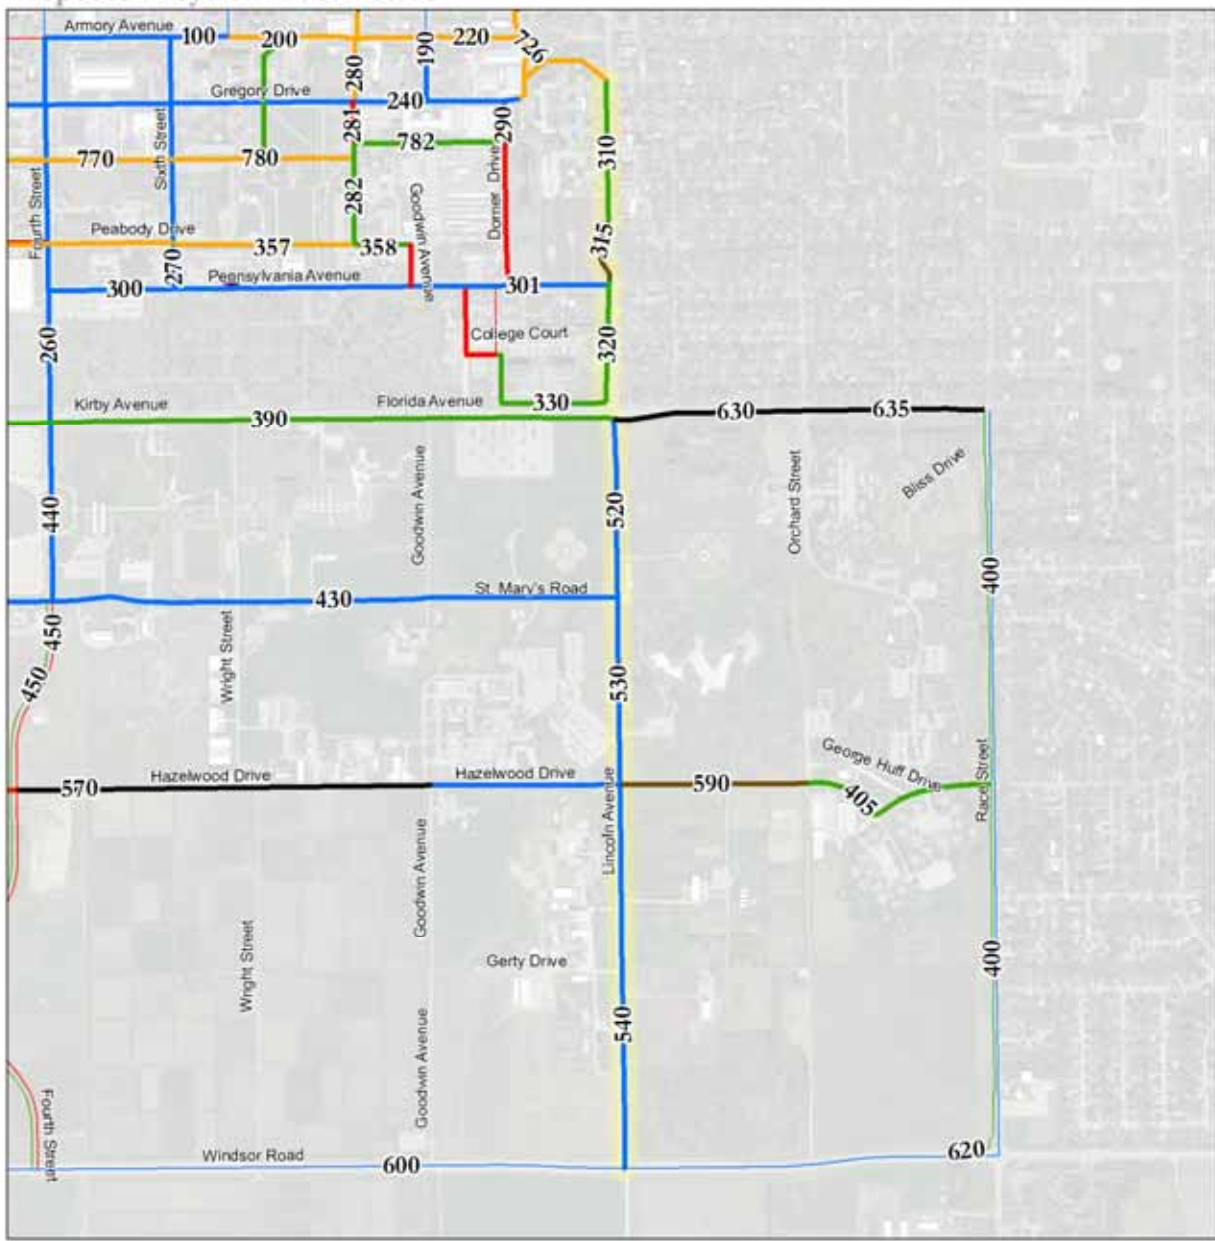 Armory Avenue
100
200
190
220
726
280
Gregory Drive
240
281
782
290
310
Sixth Street
770
780
282
Fourth Street
Goodwin Avenue
Dorner Drive
Peabody Drive
357
358
315
270
Pennsylvania Avenue
300
301
260
College Court
320
Kirby Avenue
Florida Avenue
330
390
630
635
Goodwin Avenue
Orchard Street
Bliss Drive
440
520
400
St. Mary's Road
430
450
450
Wright Street
530
George Huff Drive
Hazelwood Drive
Hazelwood Drive
570
590
405
Race Street
Lincoln Avenue
Goodwin Avenue
Wright Street
Gerty Drive
400
540
Goodwin Avenue
Fourth Street
Windsor Road
600
620